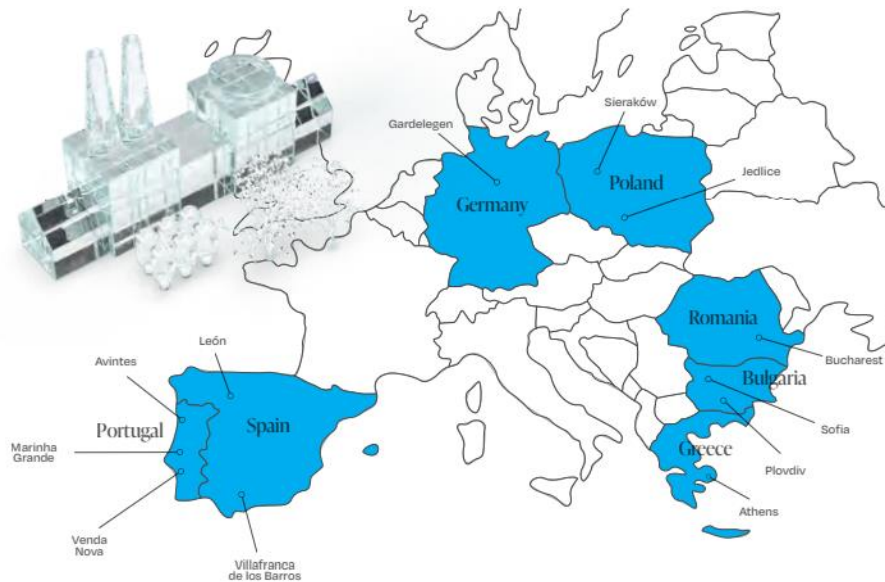 Sieraków
Gardelegen
Jedlice
Poland
Germany
Romania
León
Bucharest
Avintes
Bulgaria
Portugal
Spain
Sofia
Marinha
Grande
Greece
Plovdiv
Athens
Venda
Nova
Villafranca
de los Barros